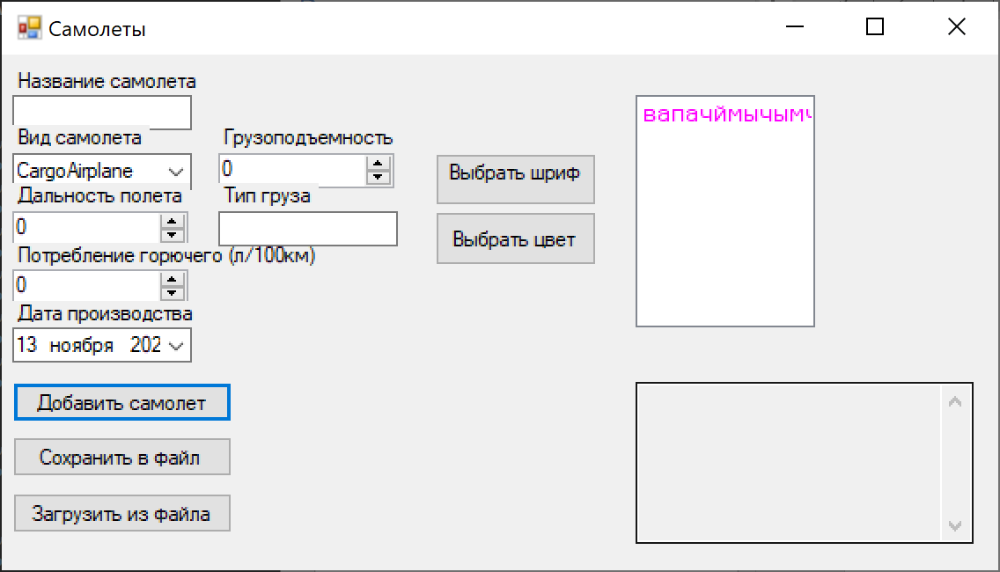 Самолеты
Название самолета
Вид самолета
Грузоподъемность
CargoAirplane
0
Дальность полета
Тип груза
0
Потребление горючего (л/100км)
0
Дата производства
13 ноября 202
Выбрать шриф
Выбрать цвет
Добавить самолет
Сохранить в файл
Загрузить из файла
вапачймычымч